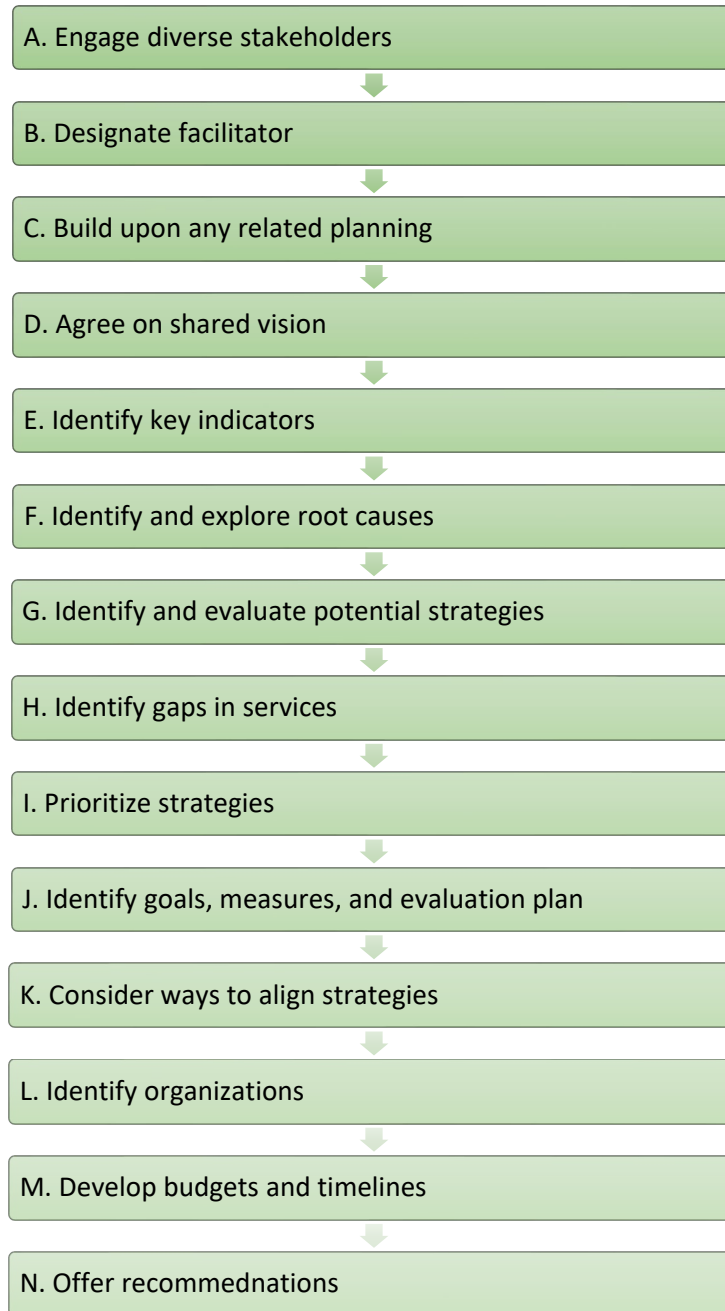 A. Engage diverse stakeholders
B. Designate facilitator
C. Build upon any related planning
D. Agree on shared vision
E. Identify key indicators
F. Identify and explore root causes
G. Identify and evaluate potential strategies
H. Identify gaps in services
I. Prioritize strategies
J. Identify goals, measures, and evaluation plan
K. Consider ways to align strategies
L. Identify organizations
M. Develop budgets and timelines
N. Offer recommednations